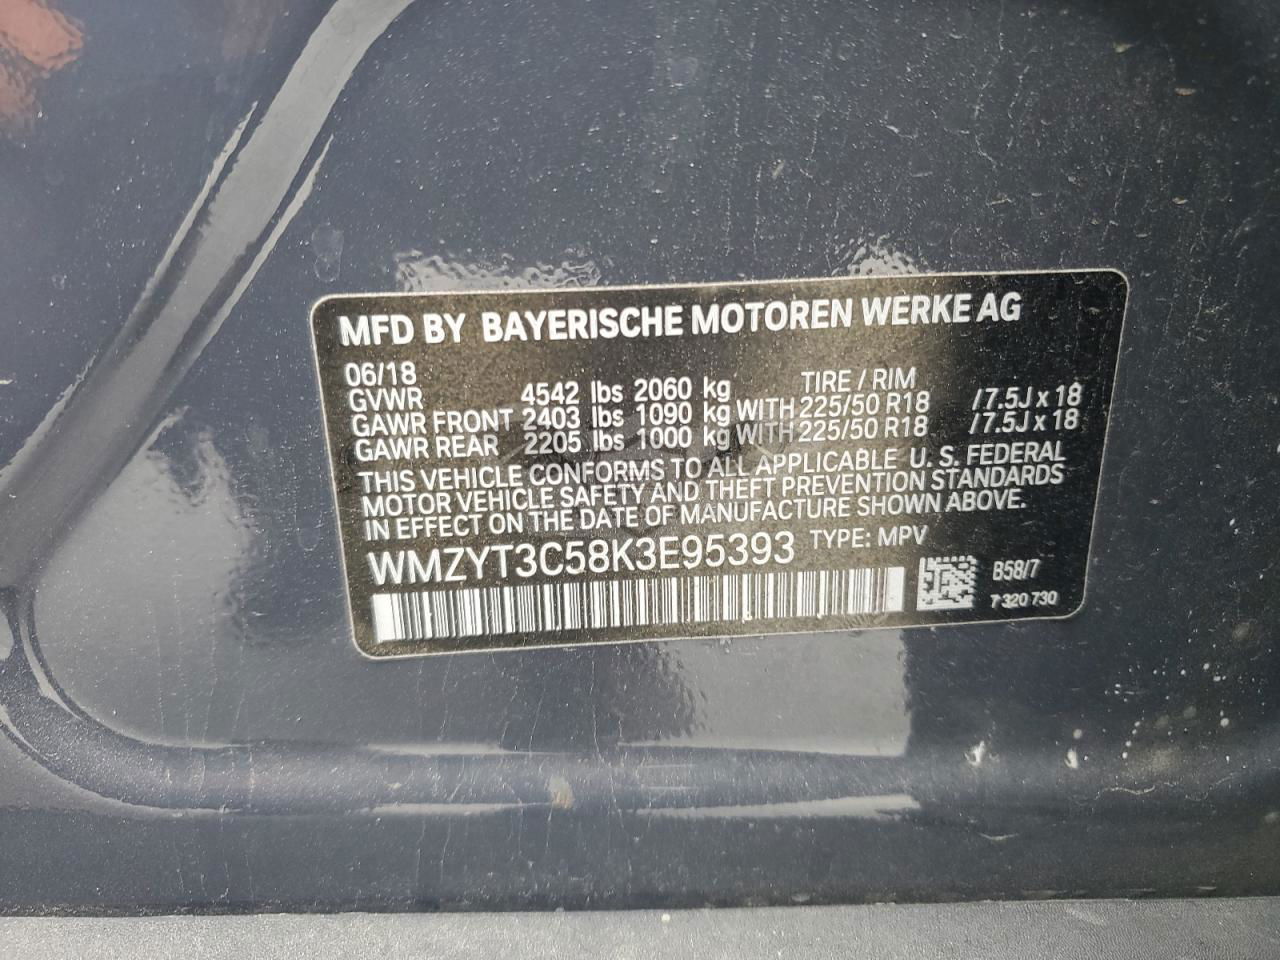 MFD BY BAYERISCHE MOTOREN WERKE AG
06/18 TIRE / RIM
GVWR 4542 lbs 2060 kg
GAWR FRONT 2403 lbs 1090 kg WITH 225/50 R18 /7.5J x 18
GAWR REAR 2205 lbs 1000 kg WITH 225/50 R18 /7.5J x 18
THIS VEHICLE CONFORMS TO ALL APPLICABLE U. S. FEDERAL
MOTOR VEHICLE SAFETY AND THEFT PREVENTION STANDARDS
IN EFFECT ON THE DATE OF MANUFACTURE SHOWN ABOVE.
WMZYT3C58K3E95393 TYPE: MPV
B58/7
7 320 730